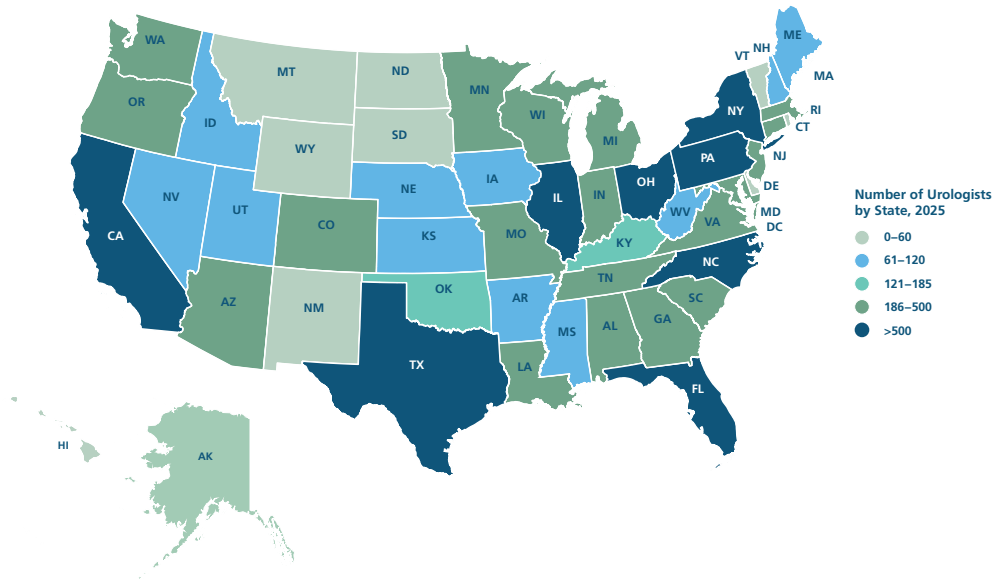 WA
MT
ND
MN
VT
NH
ME
MA
OR
ID
SD
WI
MI
NY
RI
CT
WY
NJ
PA
NV
UT
NE
IA
IL
IN
OH
DE
MD
DC
WV
VA
CA
CO
KS
MO
KY
NC
TN
AZ
NM
OK
AR
SC
MS
AL
GA
LA
TX
FL
HI
AK
Number of Urologists
by State, 2025
0–60
61–120
121–185
186–500
>500